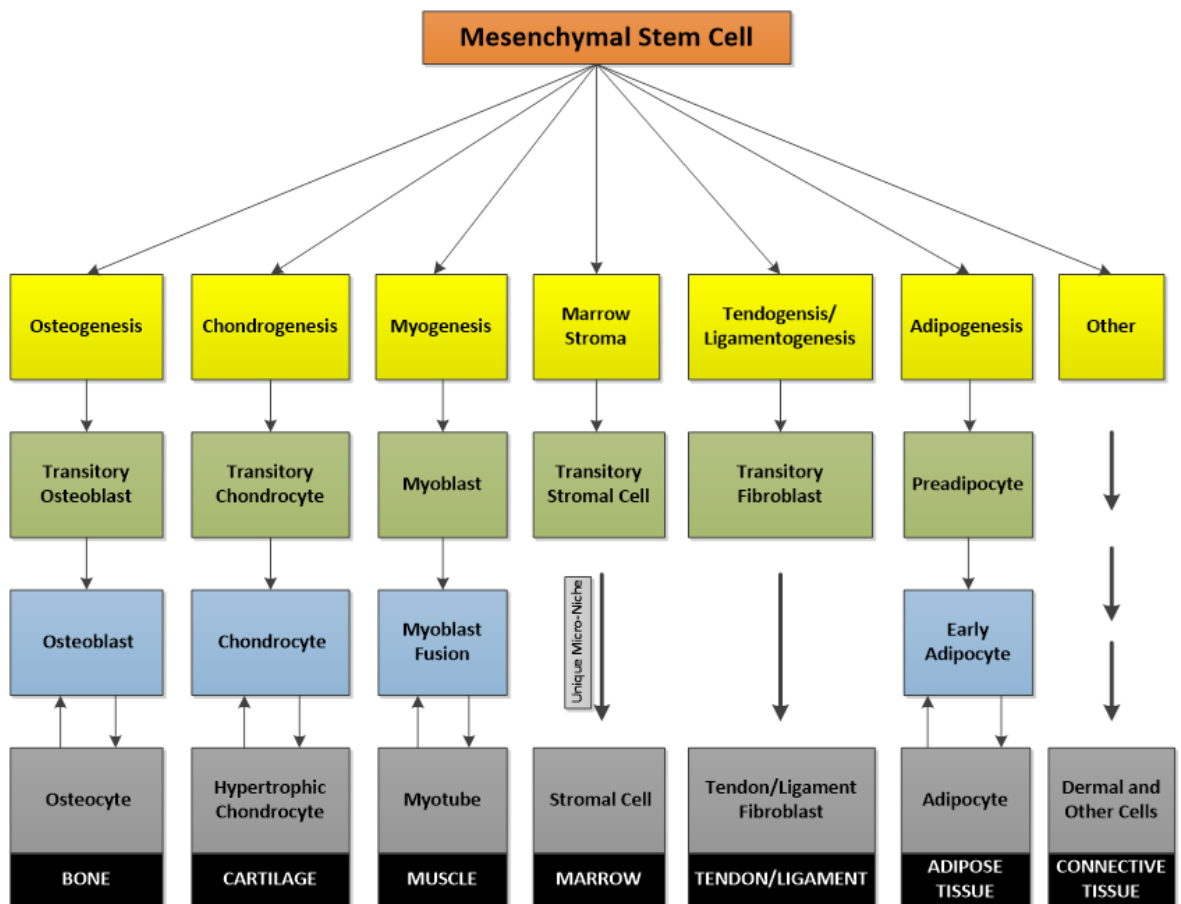 Mesenchymal Stem Cell
Osteogenesis
Chondrogenesis
Myogenesis
Marrow
Stroma
Tendogensis/
Ligamentogenesis
Adipogenesis
Other
Transitory
Osteoblast
Transitory
Chondrocyte
Myoblast
Transitory
Stromal Cell
Transitory
Fibroblast
Preadipocyte
Osteoblast
Chondrocyte
Myoblast
Fusion
Unique Micro-Niche
Early
Adipocyte
Osteocyte
Hypertrophic
Chondrocyte
Myotube
Stromal Cell
Tendon/Ligament
Fibroblast
Adipocyte
Dermal and
Other Cells
BONE
CARTILAGE
MUSCLE
MARROW
TENDON/LIGAMENT
ADIPOSE
TISSUE
CONNECTIVE
TISSUE